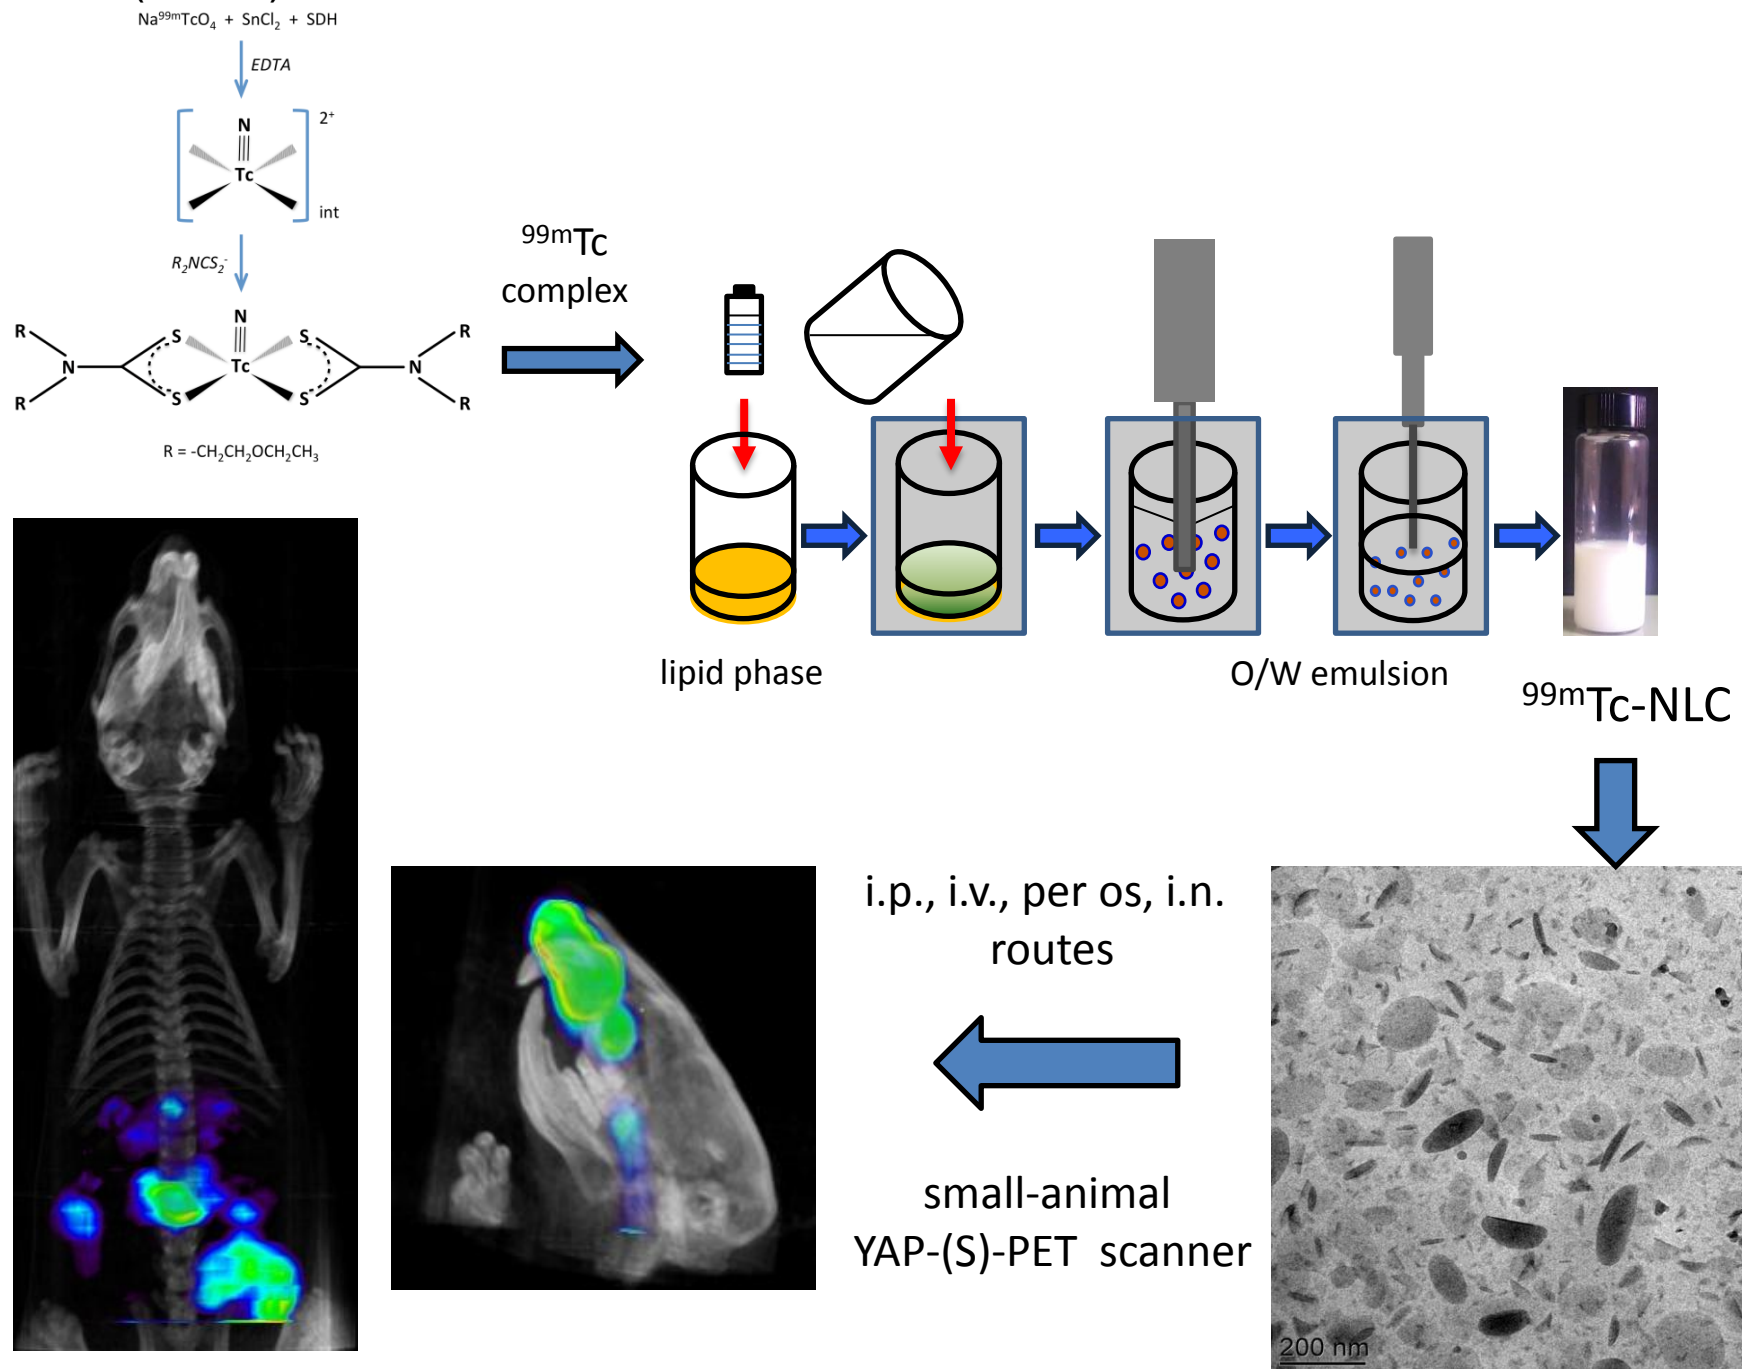 Na⁹⁹ᵐTcO₄ + SnCl₂ + SDH
EDTA
2⁺
N
Tc
int
R₂NCS₂⁻
N
R S S R
N Tc N
R S S R
R = -CH₂CH₂OCH₂CH₃
⁹⁹ᵐTc
complex
lipid phase
O/W emulsion
⁹⁹ᵐTc-NLC
i.p., i.v., per os, i.n.
routes
small-animal
YAP-(S)-PET scanner
200 nm